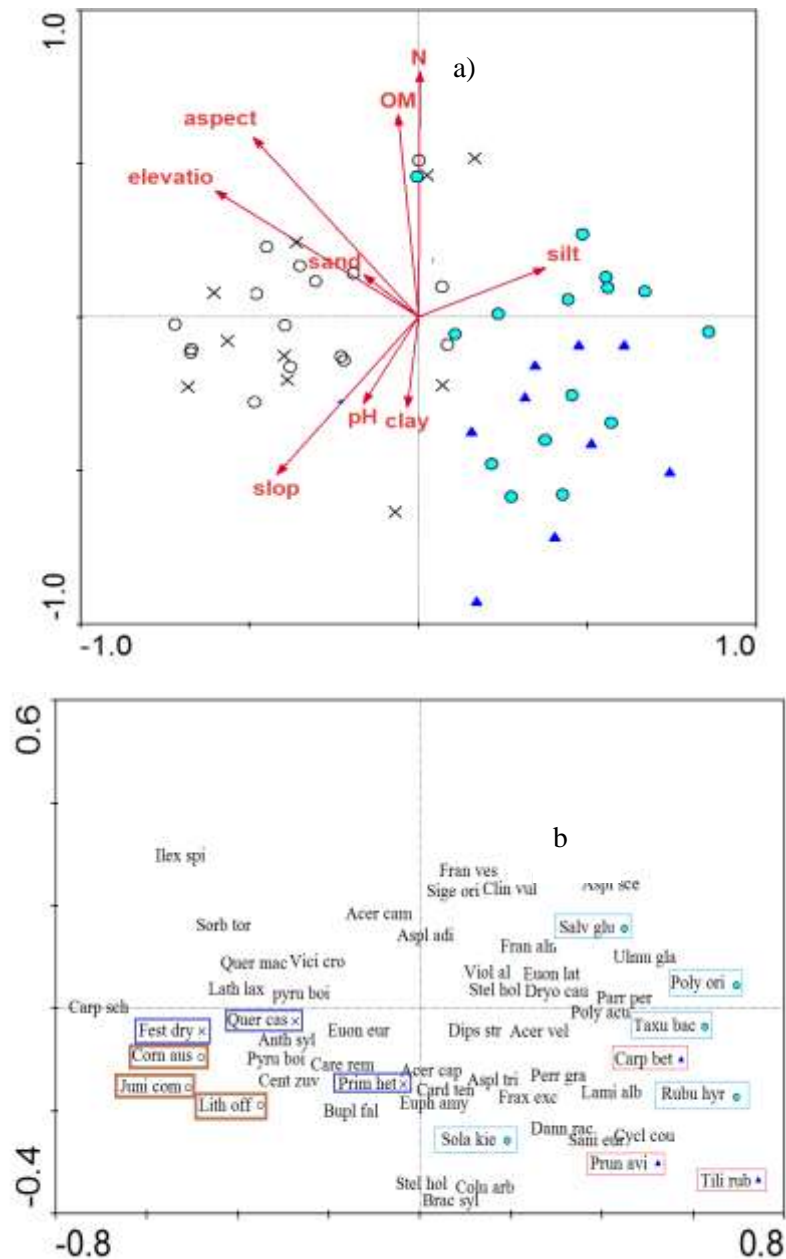 1.0
a)
N
OM
aspect
elevatio
silt
sand
pH
clay
slop
-1.0
-1.0 1.0
0.6
b
Ilex spi
Fran ves
Sige ori Clin vul
Aspl sce
Acer cam
Sorb tor
Salv glu
Aspl adi
Fran aln
Ulmu gla
Quer mac Vici cro
Viol al Euon lat
Poly ori
Lath lax
Stel hol Dryo cau
pyru boi
Parr per
Carp sch
Poly acu
Quer cas
Taxu bac
Fest dry
Euon eur
Dips str Acer vel
Anth syl
Corn aus
Pyru boi
Carp bet
Care rem
Acer cap
Juni com
Cent zuv
Prim het
Aspl tri
Perr gra
Card ten
Lami alb
Rubu hyr
Frax exc
Lith off
Bupl fal
Euph amy
Dann rac
Sola kie
Sani eur
Cycl cou
Prun avi
Tili rub
Stel hol
Colu arb
Brac syl
-0.4
-0.8 0.8